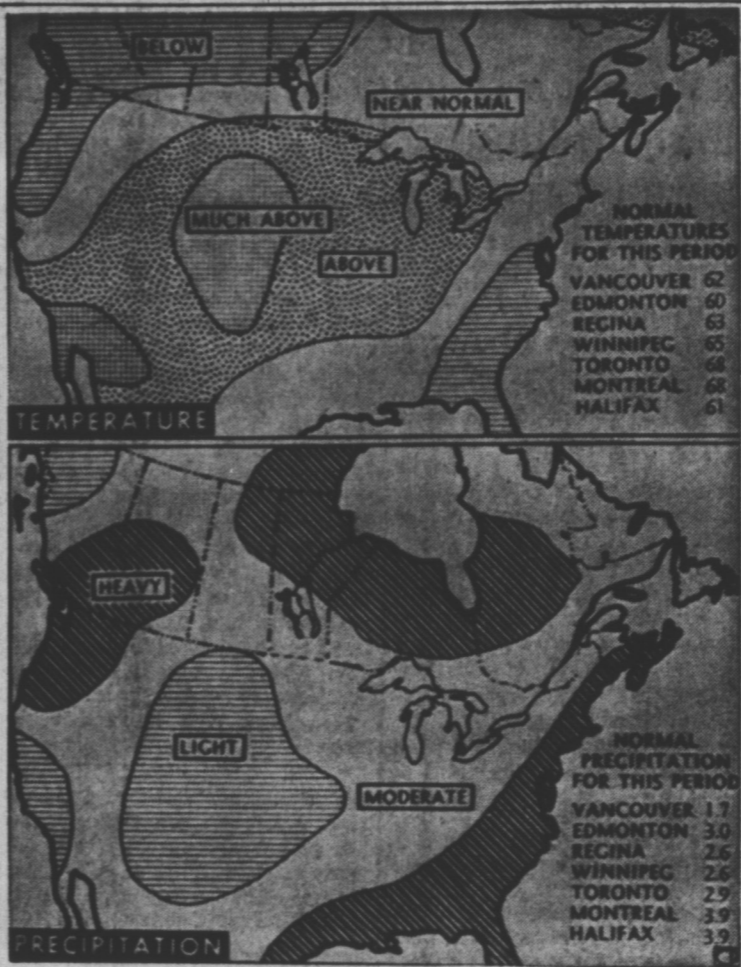 BELOW
NEAR NORMAL
MUCH ABOVE
ABOVE
NORMAL
TEMPERATURES
FOR THIS PERIOD
VANCOUVER 62
EDMONTON 60
REGINA 63
WINNIPEG 65
TORONTO 68
MONTREAL 68
HALIFAX 61
TEMPERATURE
HEAVY
LIGHT
MODERATE
NORMAL
PRECIPITATION
FOR THIS PERIOD
VANCOUVER 1.7
EDMONTON 3.0
REGINA 2.6
WINNIPEG 2.6
TORONTO 2.9
MONTREAL 3.9
HALIFAX 3.9
PRECIPITATION